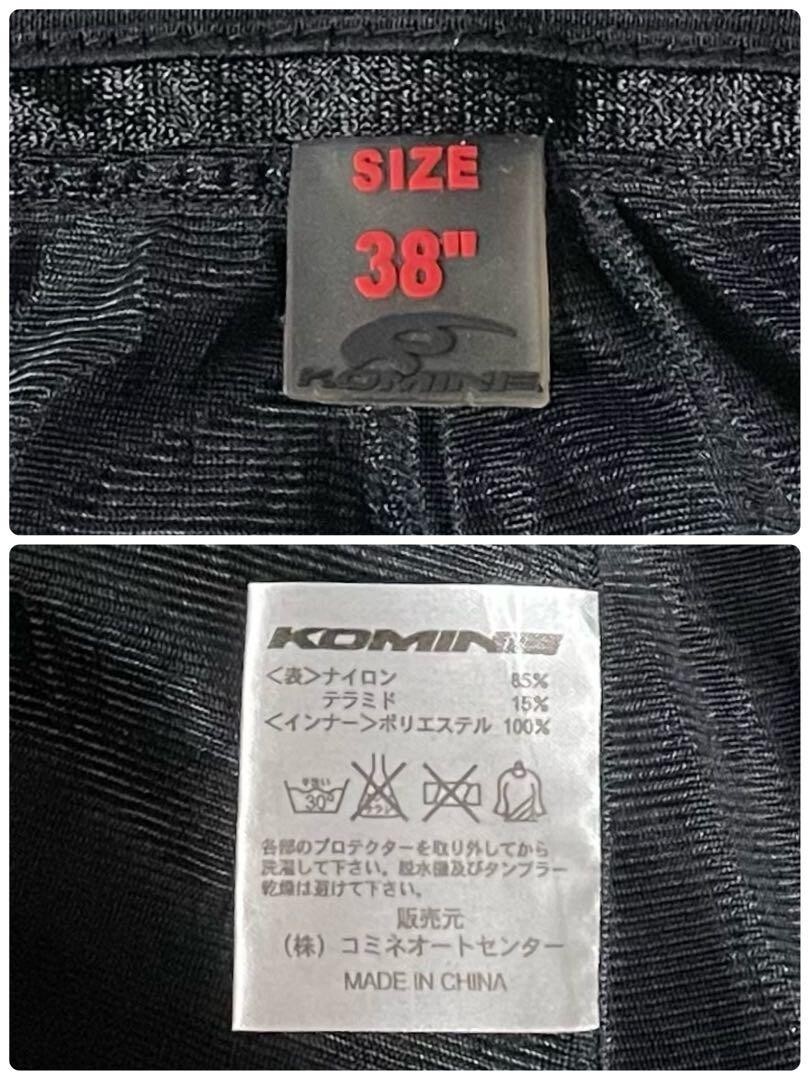 SIZE
38"
KOMINE
KOMINE
<表>ナイロン 85%
テラミド 15%
<インナー>ポリエステル 100%
手洗い
30
各部のプロテクターを取り外してから
洗濯して下さい。脱水機及びタンブラー
乾燥は避けて下さい。
販売元
(株) コミネオートセンター
MADE IN CHINA